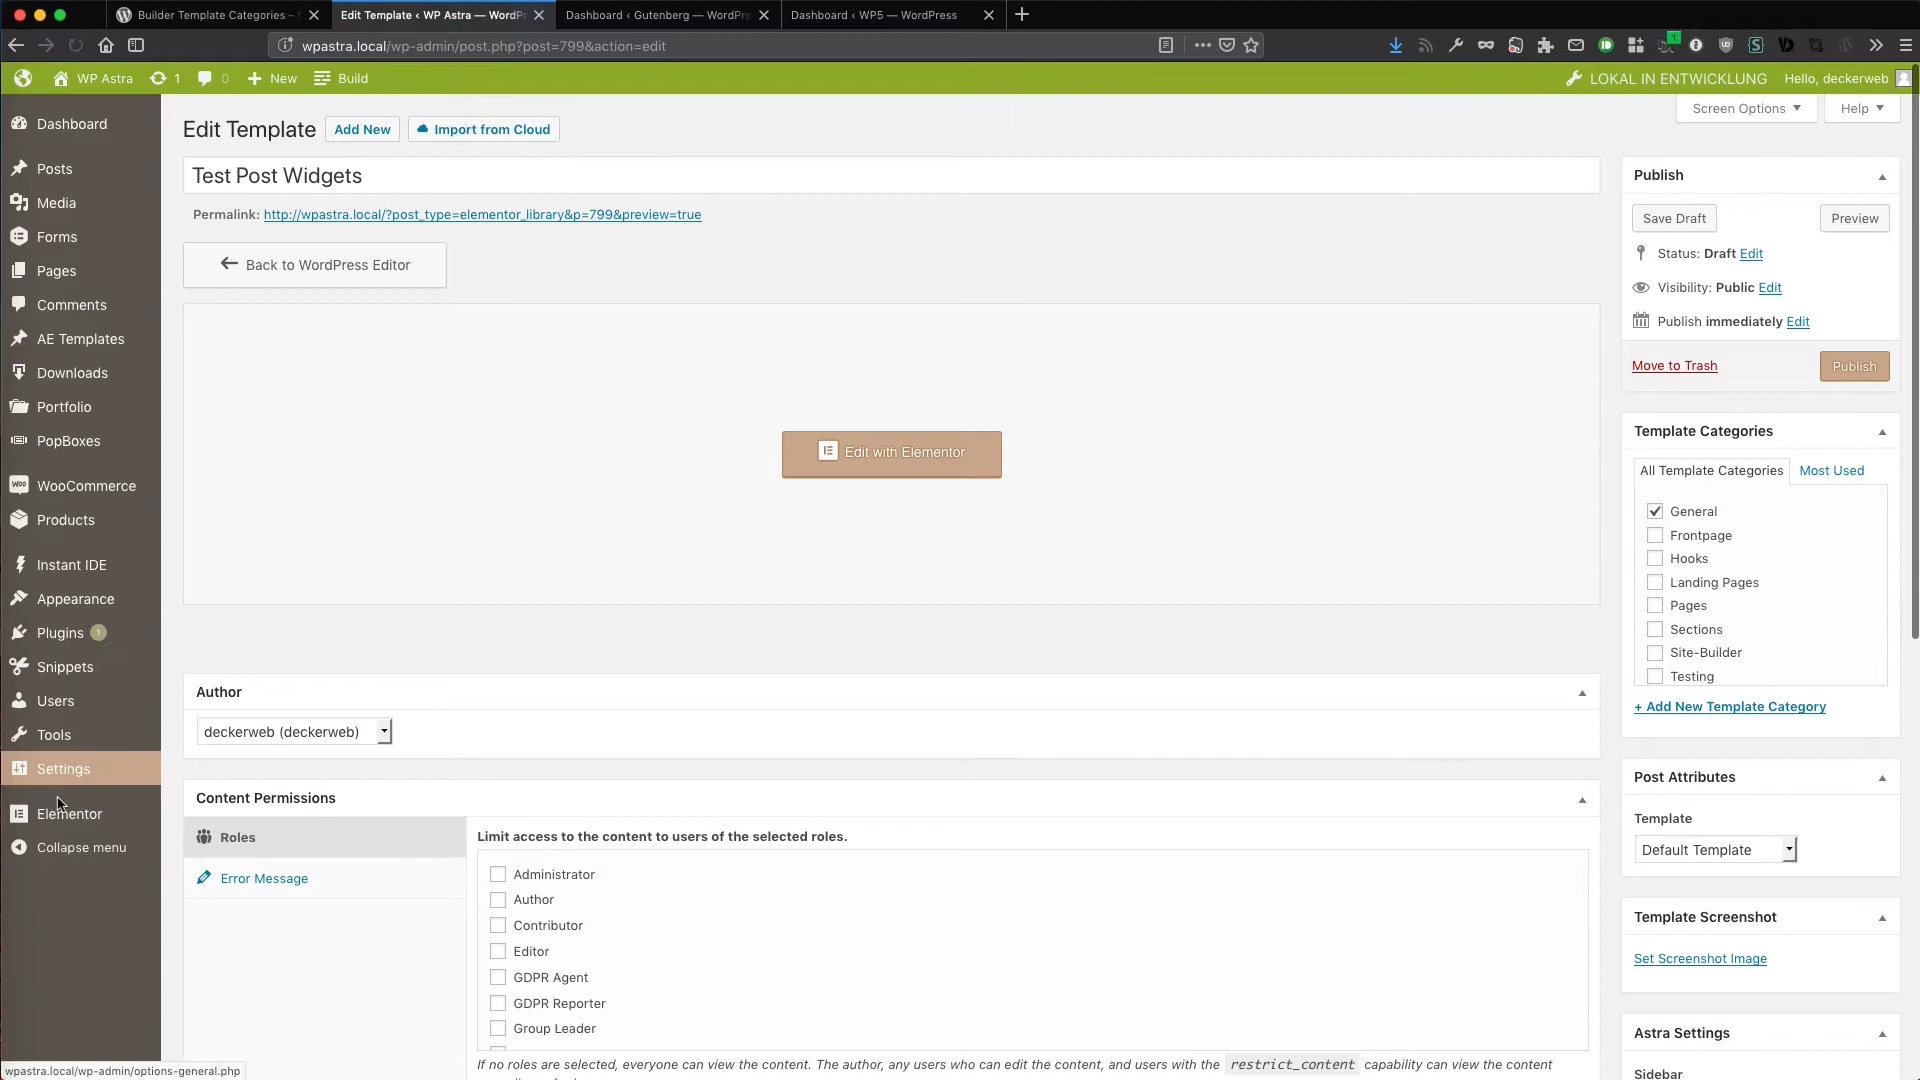 Builder Template Categories –
Edit Template ‹ WP Astra — WordPr
Dashboard ‹ Gutenberg — WordPre
Dashboard ‹ WP5 — WordPress
wpastra.local/wp-admin/post.php?post=799&action=edit
WP Astra
1
0
New
Build
LOKAL IN ENTWICKLUNG
Hello, deckerweb
Screen Options
Help
Dashboard
Posts
Media
Forms
Pages
Comments
AE Templates
Downloads
Portfolio
PopBoxes
WooCommerce
Products
Instant IDE
Appearance
Plugins 1
Snippets
Users
Tools
Settings
Elementor
Collapse menu
Edit Template
Add New
Import from Cloud
Test Post Widgets
Permalink: http://wpastra.local/?post_type=elementor_library&p=799&preview=true
Back to WordPress Editor
Edit with Elementor
Author
deckerweb (deckerweb)
Content Permissions
Roles
Error Message
Limit access to the content to users of the selected roles.
Administrator
Author
Contributor
Editor
GDPR Agent
GDPR Reporter
Group Leader
If no roles are selected, everyone can view the content. The author, any users who can edit the content, and users with the restrict_content capability can view the content
Publish
Save Draft
Preview
Status: Draft Edit
Visibility: Public Edit
Publish immediately Edit
Move to Trash
Publish
Template Categories
All Template Categories
Most Used
General
Frontpage
Hooks
Landing Pages
Pages
Sections
Site-Builder
Testing
+ Add New Template Category
Post Attributes
Template
Default Template
Template Screenshot
Set Screenshot Image
Astra Settings
Sidebar
wpastra.local/wp-admin/options-general.php